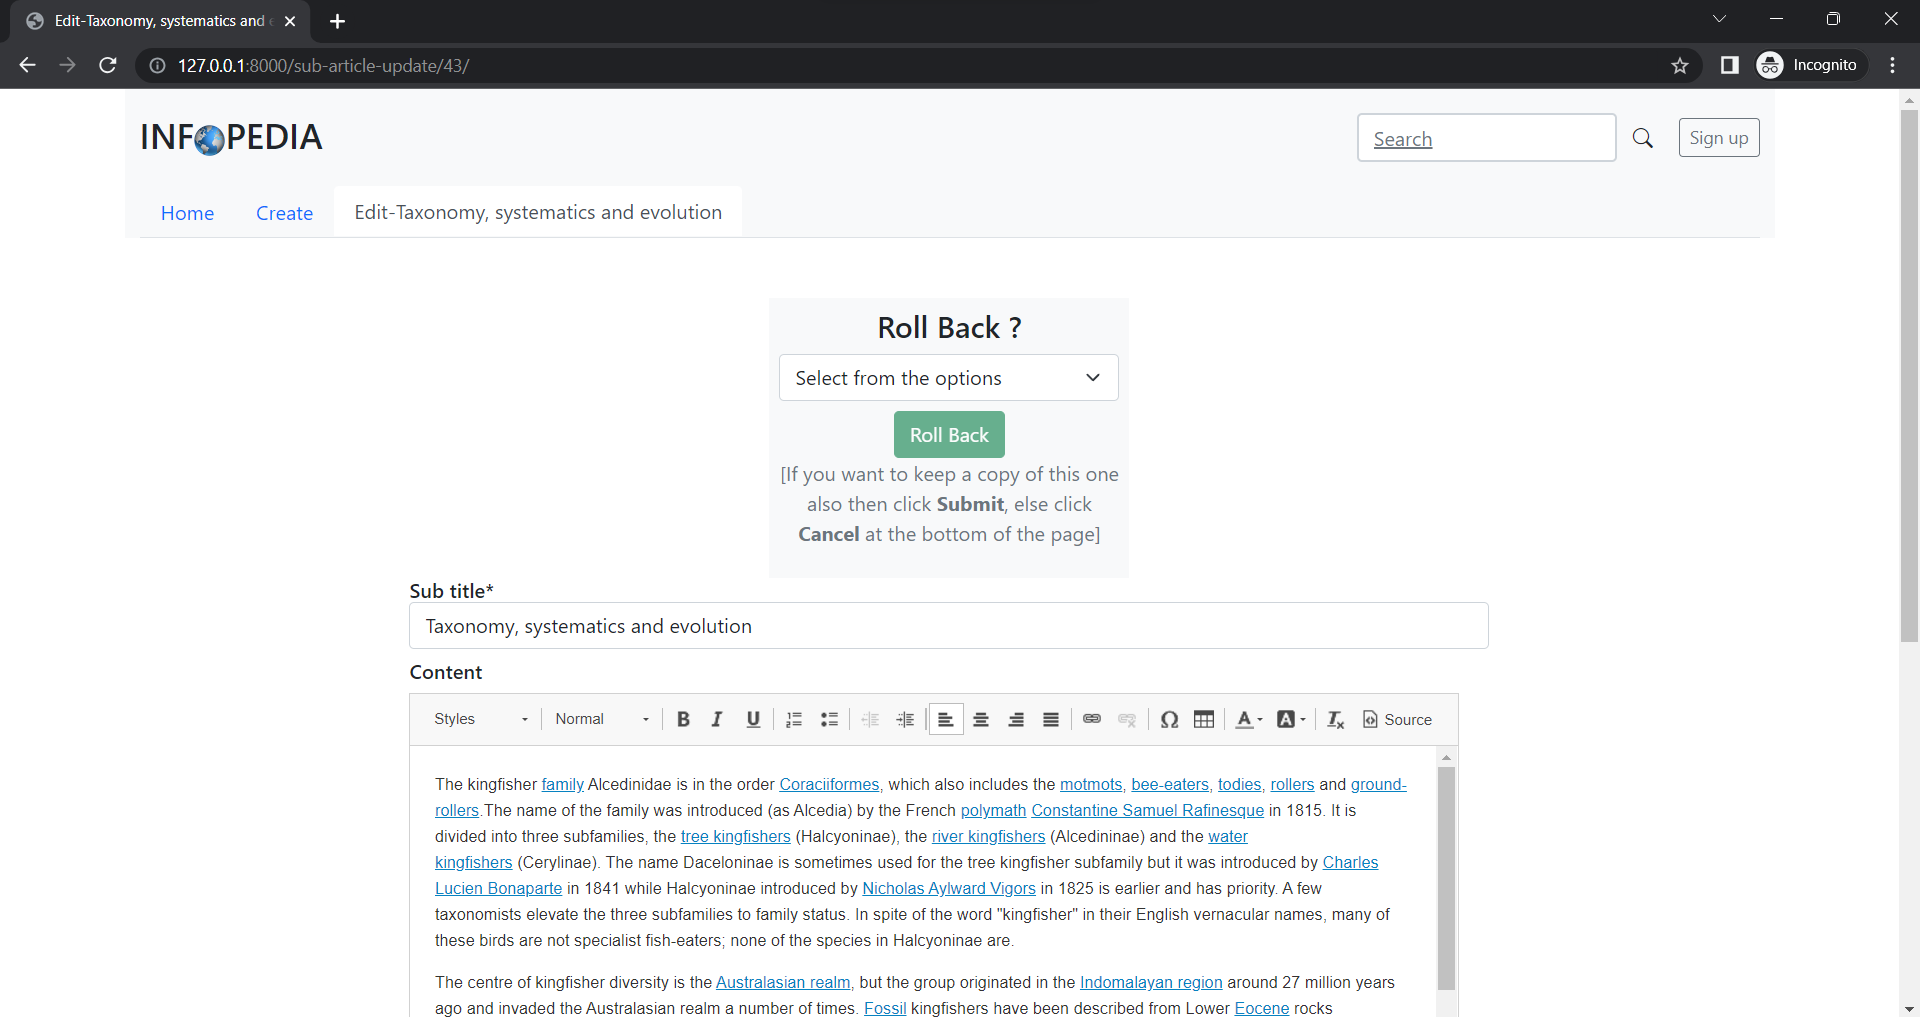 Edit-Taxonomy, systematics and e
127.0.0.1:8000/sub-article-update/43/
Incognito
INFOPEDIA
Search
Sign up
Home
Create
Edit-Taxonomy, systematics and evolution
Roll Back ?
Select from the options
Roll Back
[If you want to keep a copy of this one
also then click Submit, else click
Cancel at the bottom of the page]
Sub title*
Taxonomy, systematics and evolution
Content
Styles
Normal
Source
The kingfisher family Alcedinidae is in the order Coraciiformes, which also includes the motmots, bee-eaters, todies, rollers and ground-
rollers.The name of the family was introduced (as Alcedia) by the French polymath Constantine Samuel Rafinesque in 1815. It is
divided into three subfamilies, the tree kingfishers (Halcyoninae), the river kingfishers (Alcedininae) and the water
kingfishers (Cerylinae). The name Daceloninae is sometimes used for the tree kingfisher subfamily but it was introduced by Charles
Lucien Bonaparte in 1841 while Halcyoninae introduced by Nicholas Aylward Vigors in 1825 is earlier and has priority. A few
taxonomists elevate the three subfamilies to family status. In spite of the word "kingfisher" in their English vernacular names, many of
these birds are not specialist fish-eaters; none of the species in Halcyoninae are.
The centre of kingfisher diversity is the Australasian realm, but the group originated in the Indomalayan region around 27 million years
ago and invaded the Australasian realm a number of times. Fossil kingfishers have been described from Lower Eocene rocks